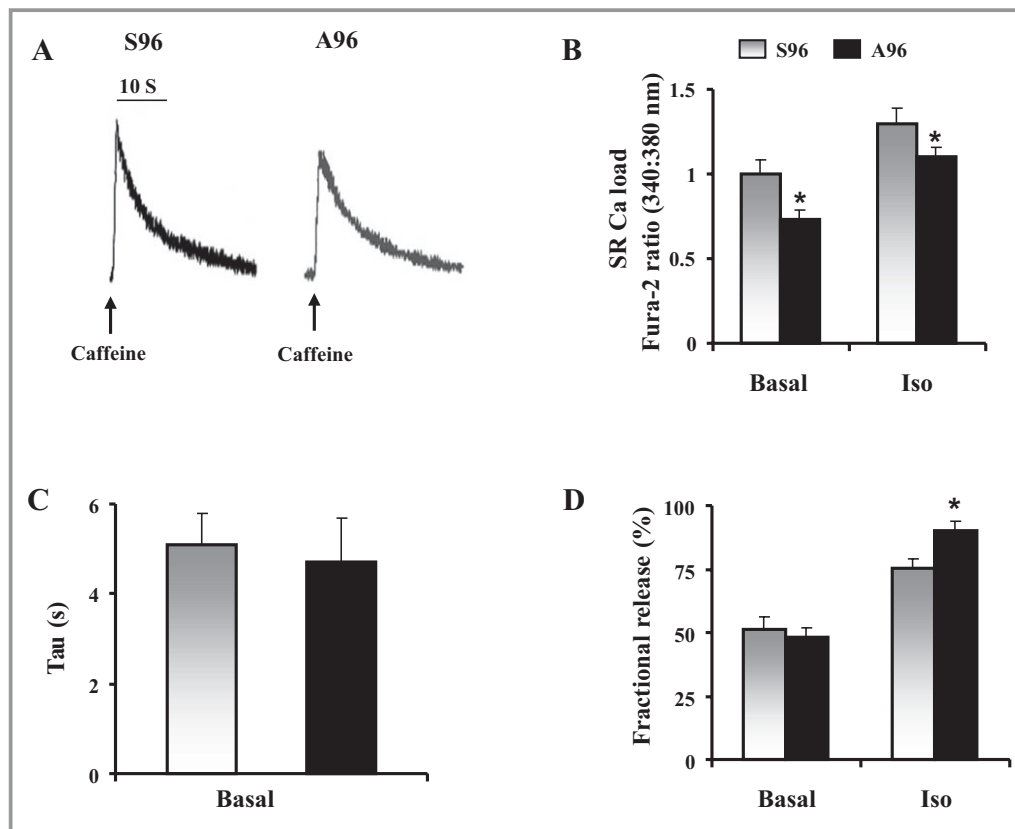 A
S96
A96
10 S
Caffeine
Caffeine
B
S96
A96
SR Ca load
Fura-2 ratio (340:380 nm)
1.5
1
0.5
0
*
*
Basal
Iso
C
Tau (s)
6
4
2
0
Basal
D
Fractional release (%)
100
75
50
25
0
*
Basal
Iso